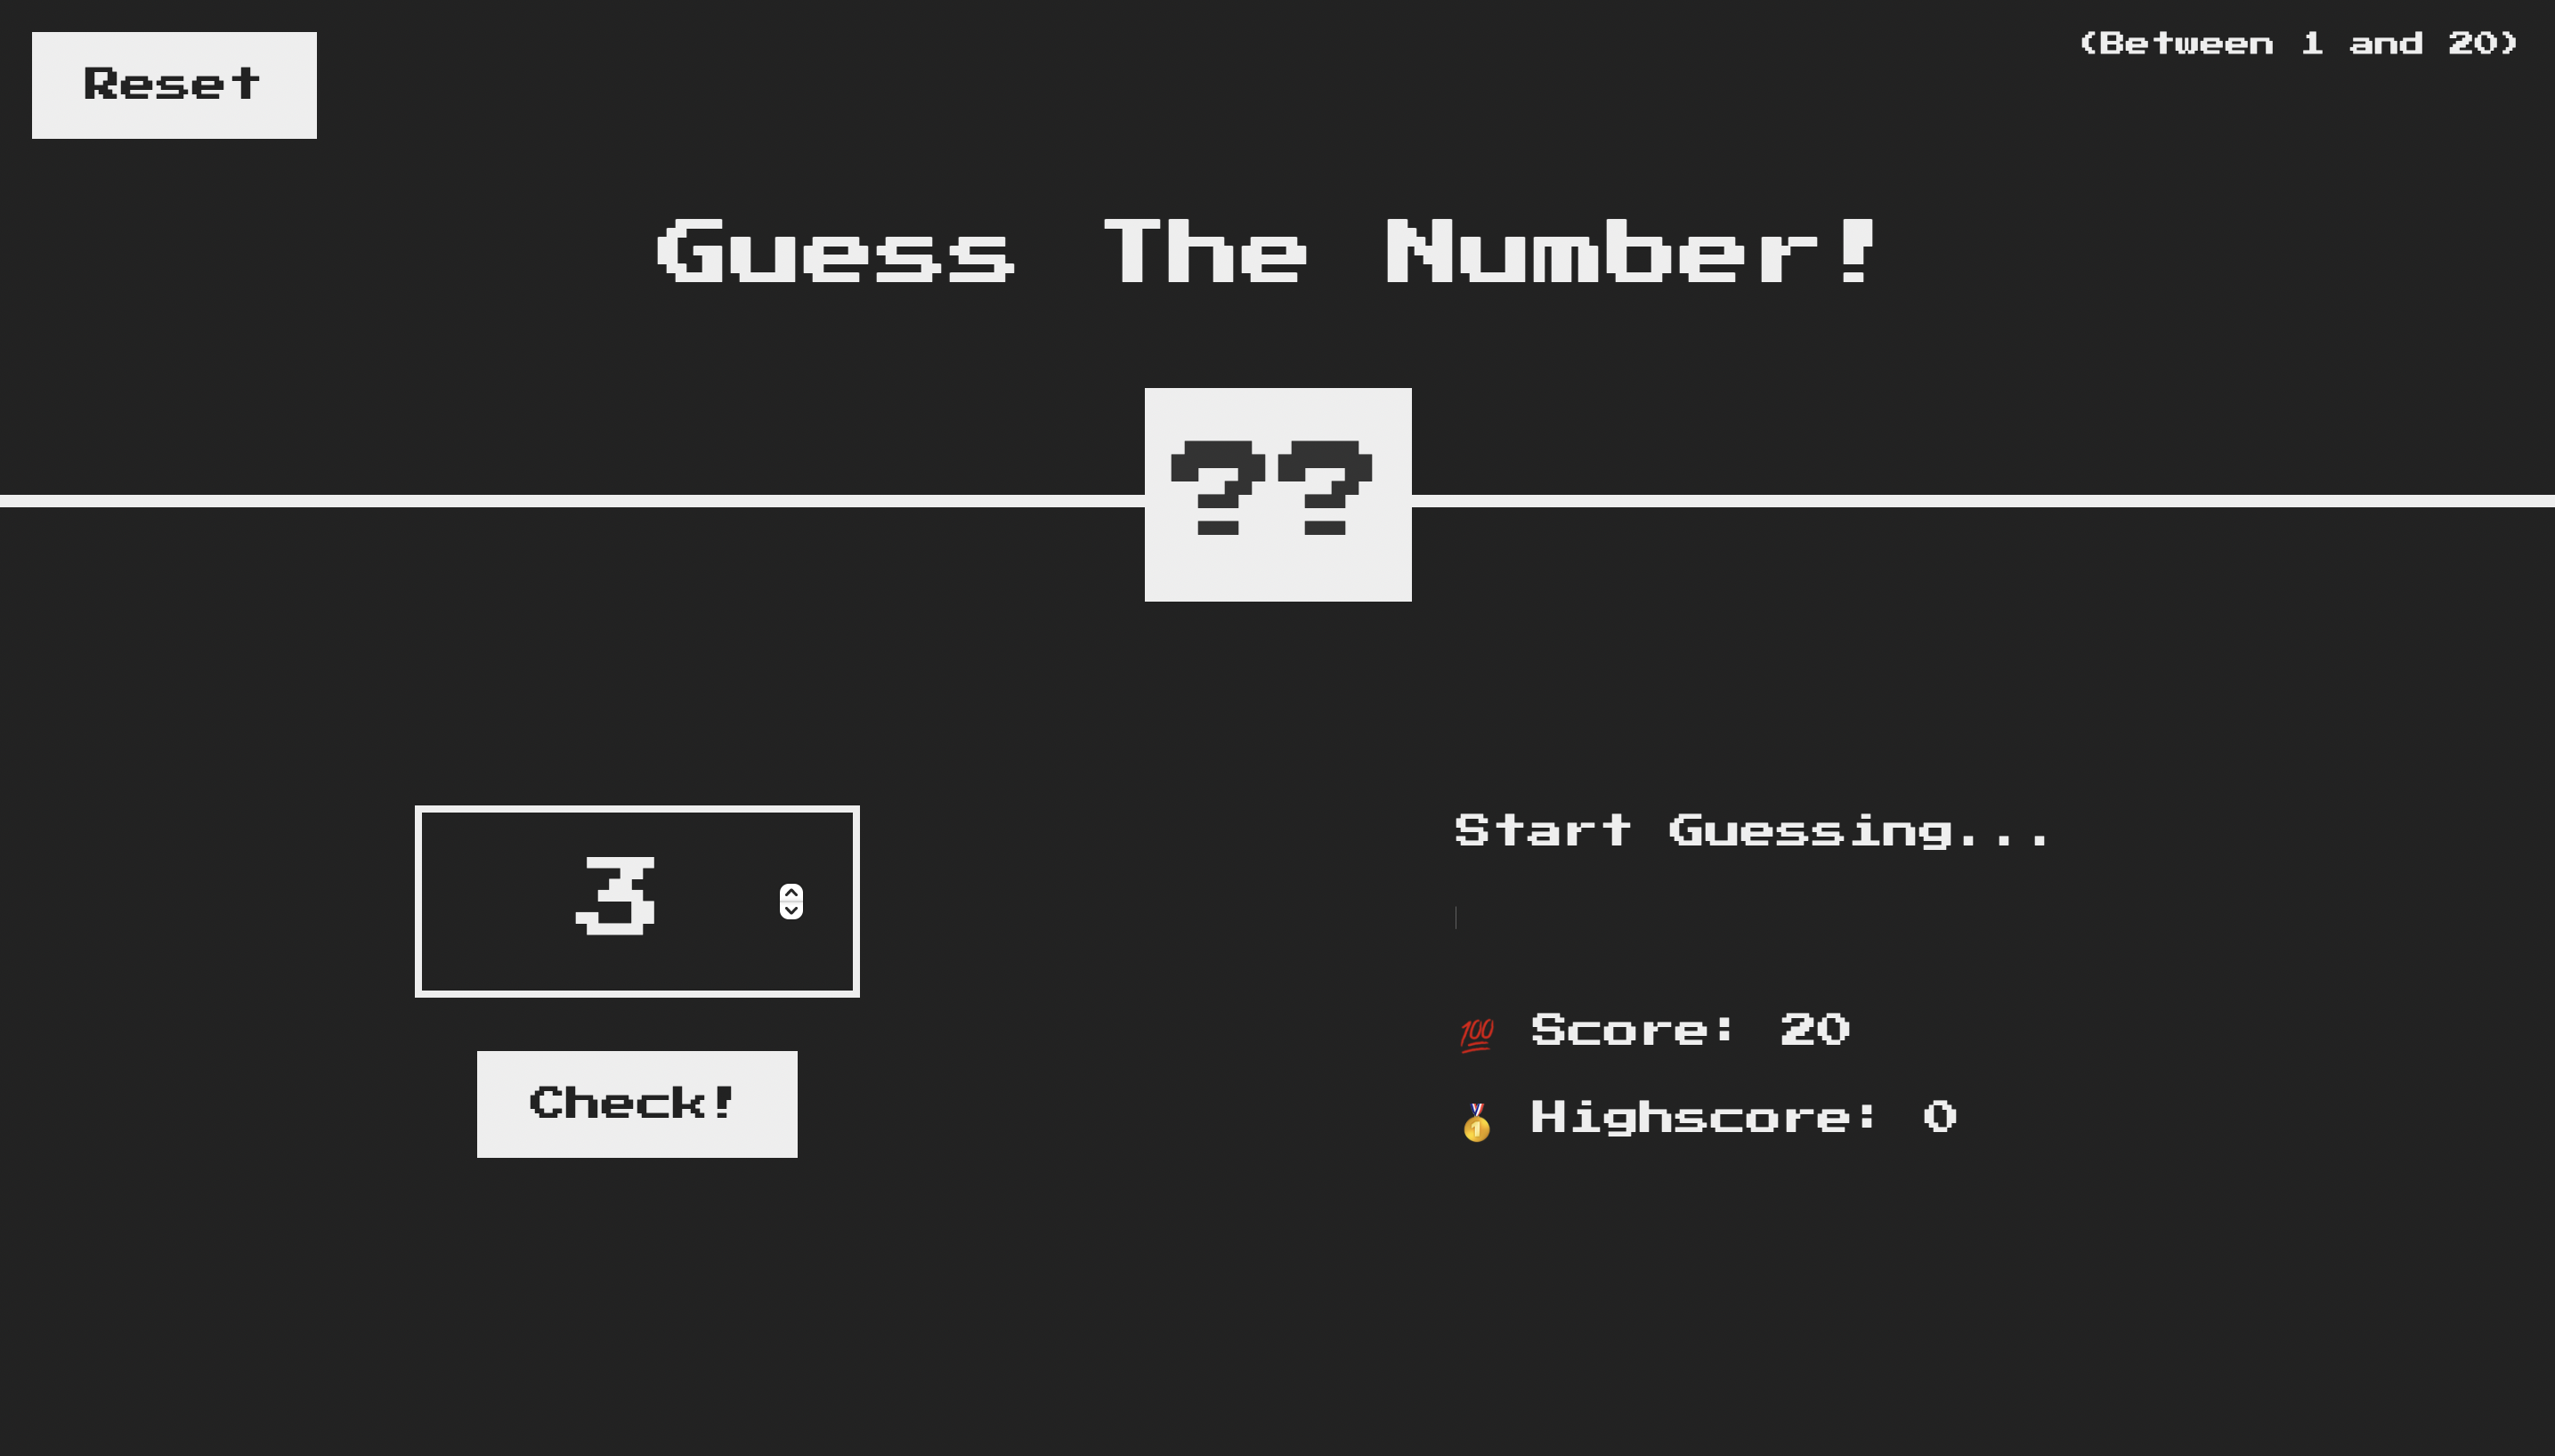 Reset
(Between 1 and 20)
Guess The Number!
??
3
Start Guessing...
Check!
💯 Score: 20
🥇 Highscore: 0